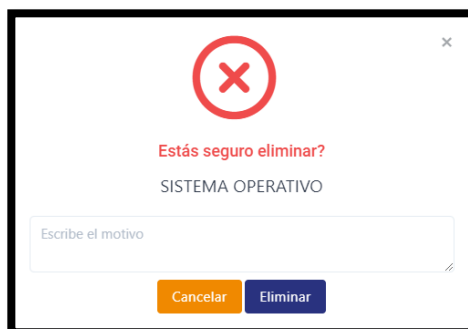 Estás seguro eliminar?
SISTEMA OPERATIVO
Escribe el motivo
Cancelar Eliminar